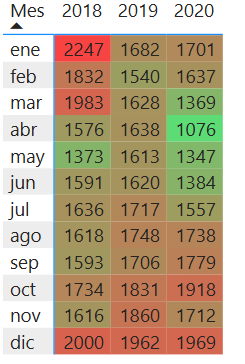 Mes 2018 2019 2020
ene 2247 1682 1701
feb 1832 1540 1637
mar 1983 1628 1369
abr 1576 1638 1076
may 1373 1613 1347
jun 1591 1620 1384
jul 1636 1717 1557
ago 1618 1748 1738
sep 1593 1706 1779
oct 1734 1831 1918
nov 1616 1860 1712
dic 2000 1962 1969